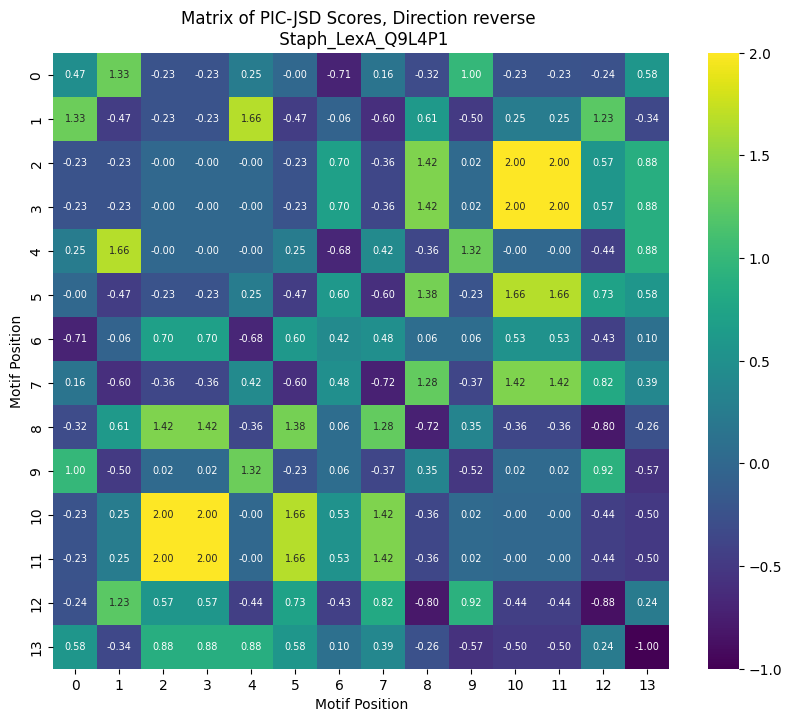 Matrix of PIC-JSD Scores, Direction reverse
Staph_LexA_Q9L4P1
0 0.47 1.33 -0.23 -0.23 0.25 -0.00 -0.71 0.16 -0.32 1.00 -0.23 -0.23 -0.24 0.58
1 1.33 -0.47 -0.23 -0.23 1.66 -0.47 -0.06 -0.60 0.61 -0.50 0.25 0.25 1.23 -0.34
2 -0.23 -0.23 -0.00 -0.00 -0.00 -0.23 0.70 -0.36 1.42 0.02 2.00 2.00 0.57 0.88
3 -0.23 -0.23 -0.00 -0.00 -0.00 -0.23 0.70 -0.36 1.42 0.02 2.00 2.00 0.57 0.88
4 0.25 1.66 -0.00 -0.00 -0.00 0.25 -0.68 0.42 -0.36 1.32 -0.00 -0.00 -0.44 0.88
5 -0.00 -0.47 -0.23 -0.23 0.25 -0.47 0.60 -0.60 1.38 -0.23 1.66 1.66 0.73 0.58
6 -0.71 -0.06 0.70 0.70 -0.68 0.60 0.42 0.48 0.06 0.06 0.53 0.53 -0.43 0.10
7 0.16 -0.60 -0.36 -0.36 0.42 -0.60 0.48 -0.72 1.28 -0.37 1.42 1.42 0.82 0.39
8 -0.32 0.61 1.42 1.42 -0.36 1.38 0.06 1.28 -0.72 0.35 -0.36 -0.36 -0.80 -0.26
9 1.00 -0.50 0.02 0.02 1.32 -0.23 0.06 -0.37 0.35 -0.52 0.02 0.02 0.92 -0.57
10 -0.23 0.25 2.00 2.00 -0.00 1.66 0.53 1.42 -0.36 0.02 -0.00 -0.00 -0.44 -0.50
11 -0.23 0.25 2.00 2.00 -0.00 1.66 0.53 1.42 -0.36 0.02 -0.00 -0.00 -0.44 -0.50
12 -0.24 1.23 0.57 0.57 -0.44 0.73 -0.43 0.82 -0.80 0.92 -0.44 -0.44 -0.88 0.24
13 0.58 -0.34 0.88 0.88 0.88 0.58 0.10 0.39 -0.26 -0.57 -0.50 -0.50 0.24 -1.00
0 1 2 3 4 5 6 7 8 9 10 11 12 13
Motif Position
Motif Position
2.0
1.5
1.0
0.5
0.0
−0.5
−1.0